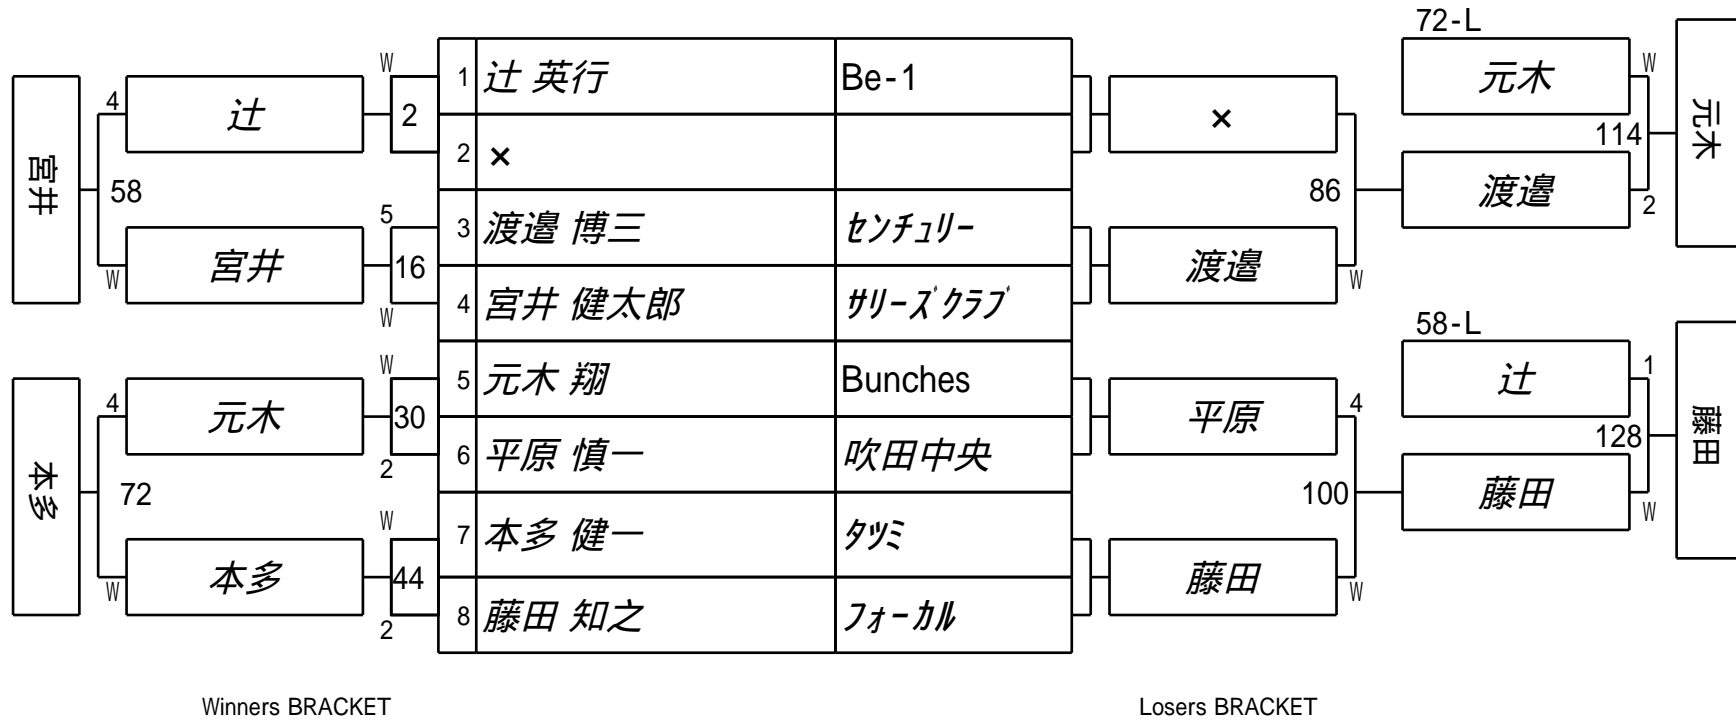 宮井
4
辻
W
2
58
W
宮井
5
16
W
本多
4
元木
W
30
2
72
W
本多
W
44
2
1 辻 英行 Be-1
2 ×
3 渡邉 博三 センチュリー
4 宮井 健太郎 サリーズクラブ
5 元木 翔 Bunches
6 平原 慎一 吹田中央
7 本多 健一 タツミ
8 藤田 知之 フォーカル
×
86
渡邉
W
平原
4
100
藤田
W
72-L
元木
W
114
渡邉
2
元木
58-L
辻
1
128
藤田
W
藤田
Winners BRACKET
Losers BRACKET